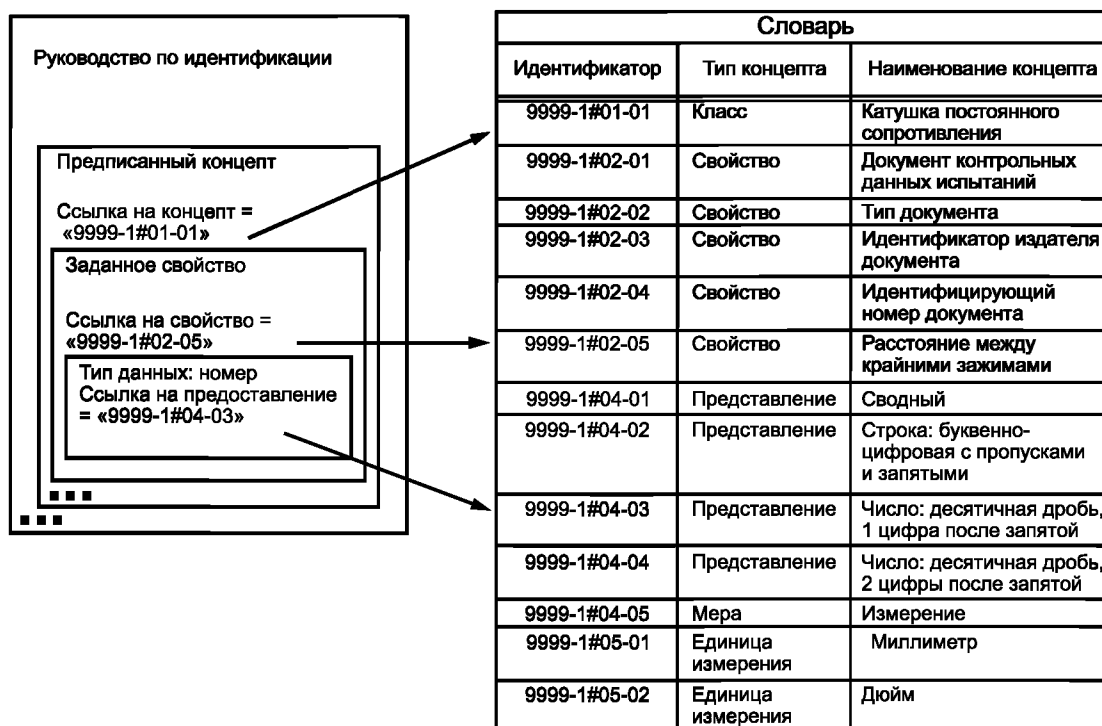 Руководство по идентификации
Предписанный концепт
Ссылка на концепт =
«9999-1#01-01»
Заданное свойство
Ссылка на свойство =
«9999-1#02-05»
Тип данных: номер
Ссылка на предоставление
= «9999-1#04-03»
Словарь
Идентификатор Тип концепта Наименование концепта
9999-1#01-01 Класс Катушка постоянного
сопротивления
9999-1#02-01 Свойство Документ контрольных
данных испытаний
9999-1#02-02 Свойство Тип документа
9999-1#02-03 Свойство Идентификатор издателя
документа
9999-1#02-04 Свойство Идентифицирующий
номер документа
9999-1#02-05 Свойство Расстояние между
крайними зажимами
9999-1#04-01 Представление Сводный
9999-1#04-02 Представление Строка: буквенно-
цифровая с пропусками
и запятыми
9999-1#04-03 Представление Число: десятичная дробь,
1 цифра после запятой
9999-1#04-04 Представление Число: десятичная дробь,
2 цифры после запятой
9999-1#04-05 Мера Измерение
9999-1#05-01 Единица Миллиметр
измерения
9999-1#05-02 Единица Дюйм
измерения